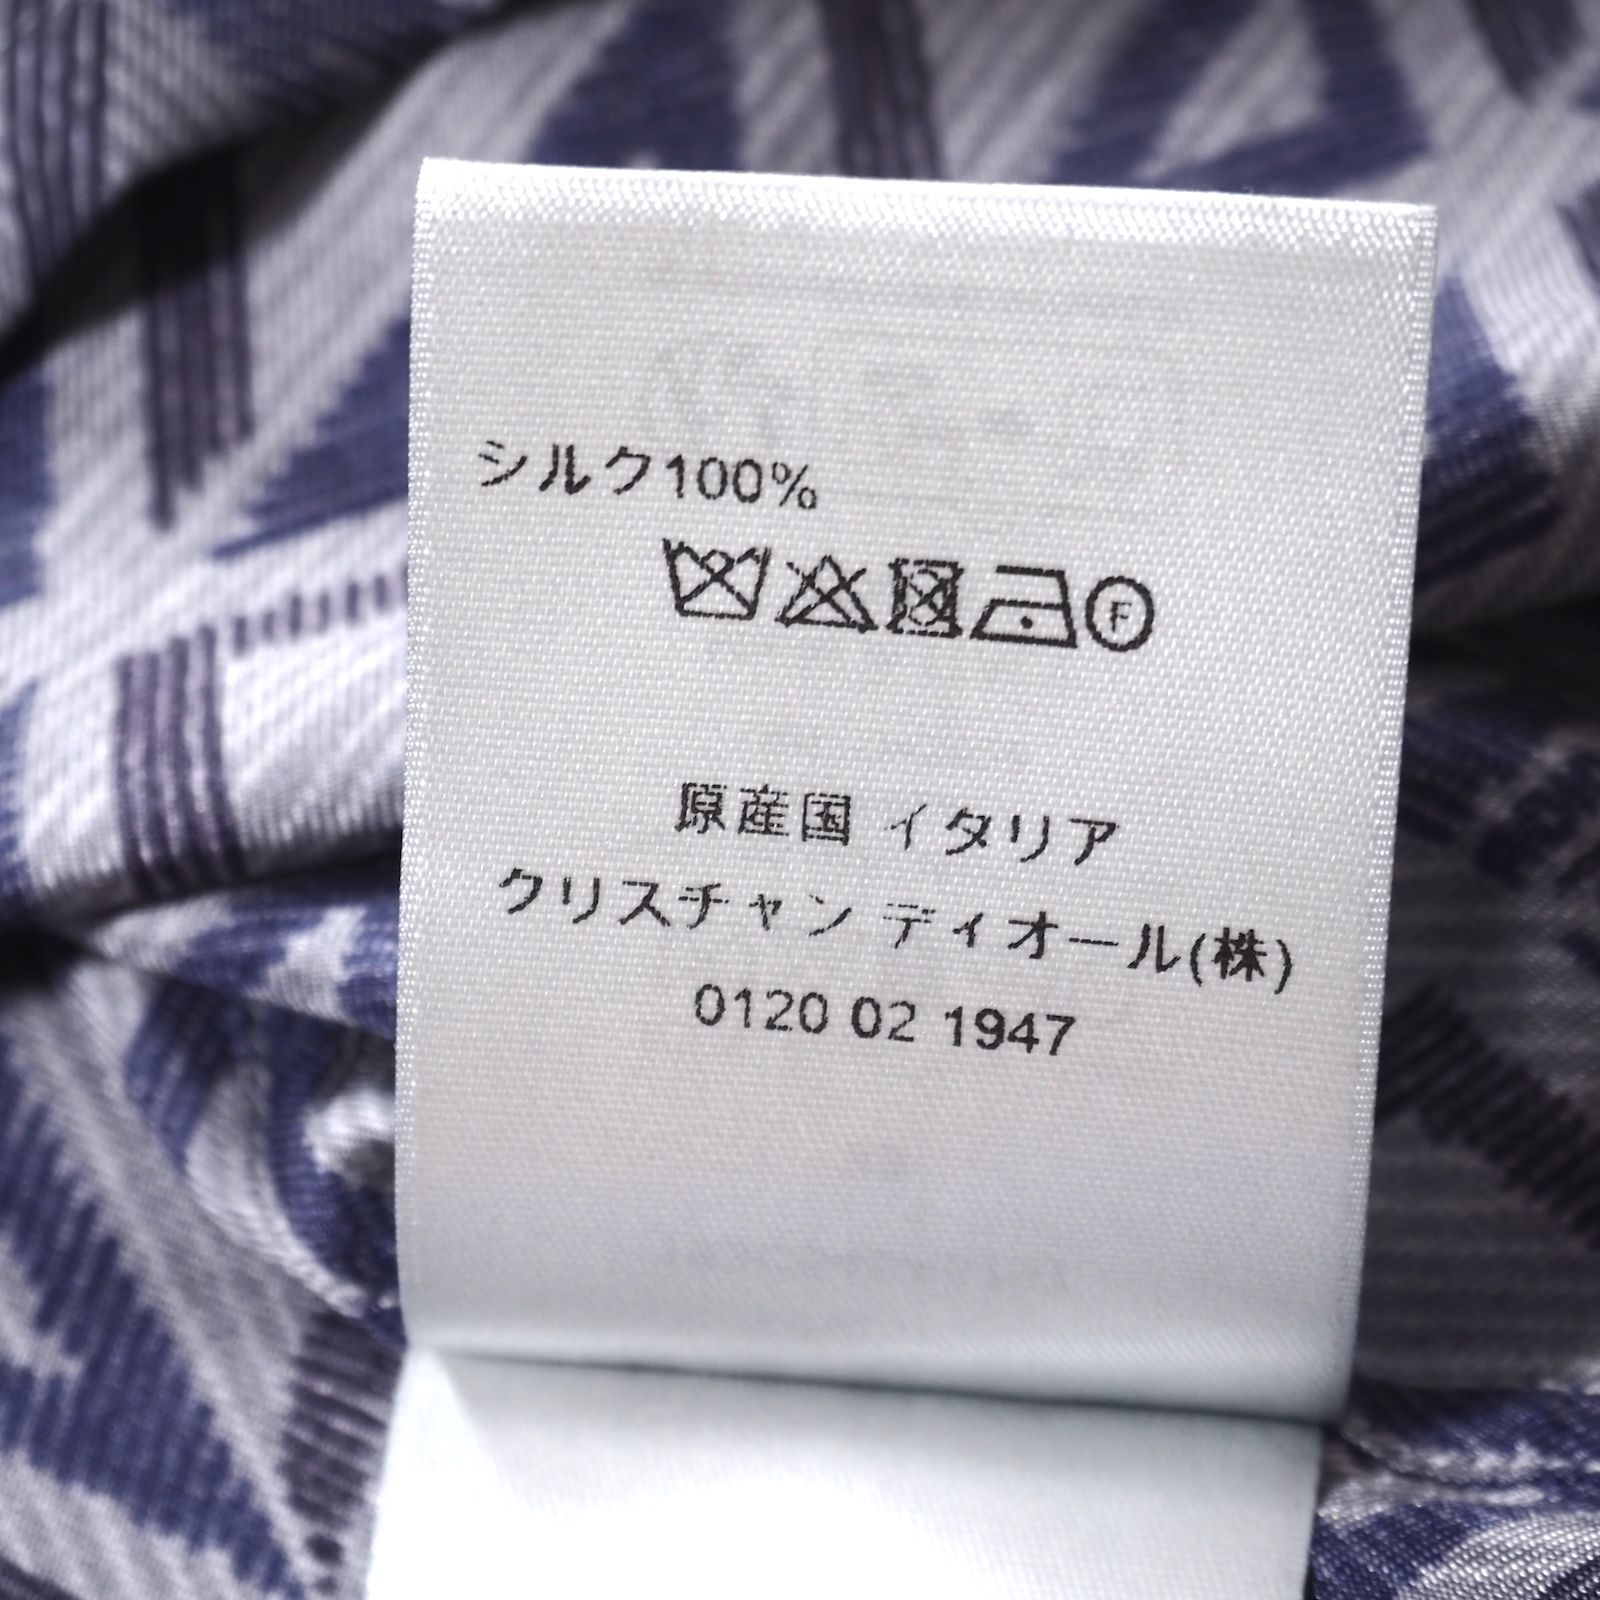 シルク100%
F
原産国 イタリア
クリスチャン ディオール(株)
0120 02 1947